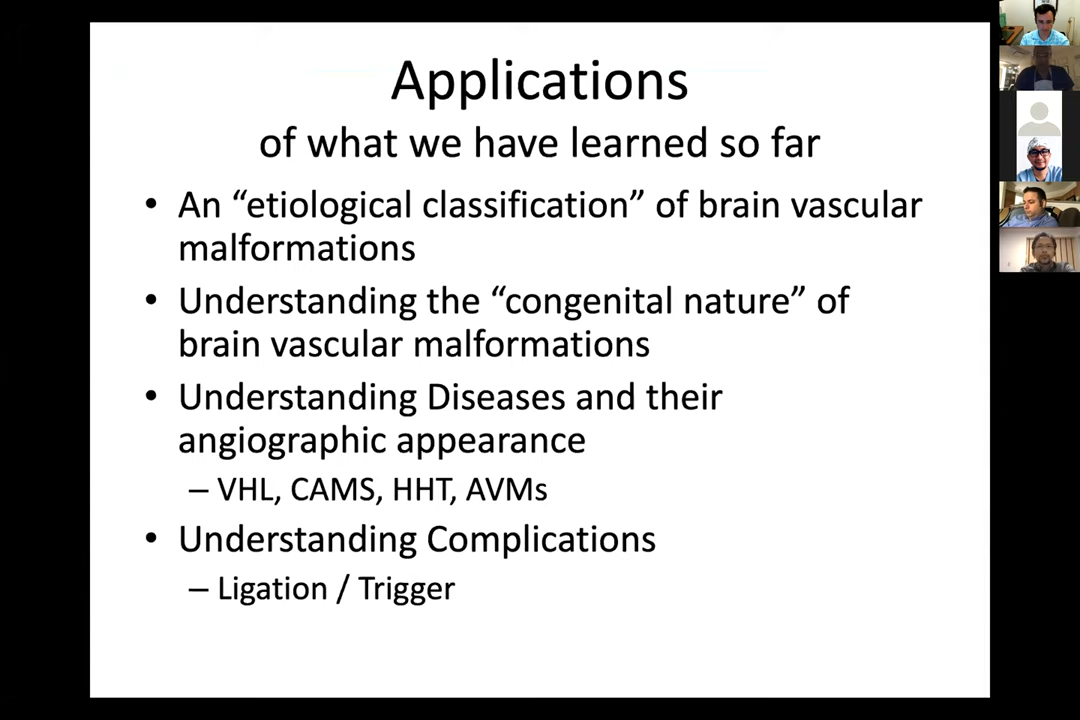 Applications
of what we have learned so far
• An “etiological classification” of brain vascular
malformations
• Understanding the “congenital nature” of
brain vascular malformations
• Understanding Diseases and their
angiographic appearance
– VHL, CAMS, HHT, AVMs
• Understanding Complications
– Ligation / Trigger